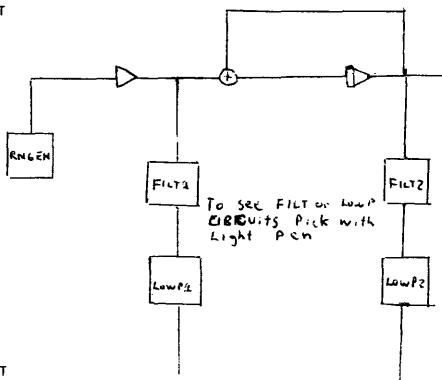 T
+
RNGEN
FILT1
FILT2
To see FILT or LowP
CIRCUITS Pick with
Light Pen
LowP1
LowP2
T